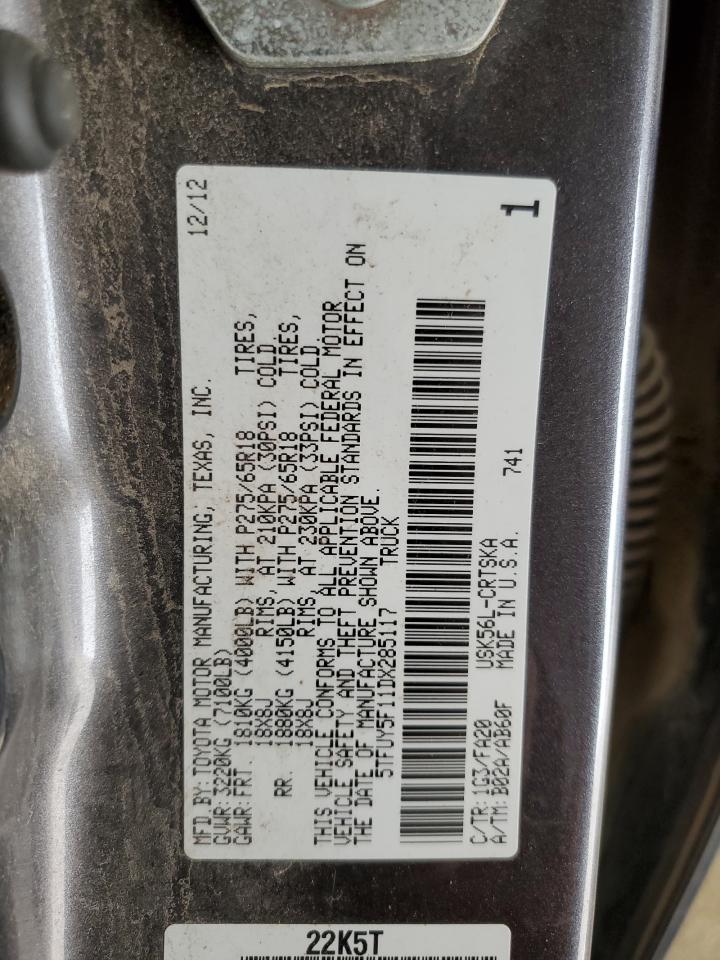 MFD.BY:TOYOTA MOTOR MANUFACTURING, TEXAS, INC. 12/12
GVWR:3220KG (7100LB)
GAWR:FRT. 1810KG (4000LB) WITH P275/65R18 TIRES,
18X8J RIMS, AT 210KPA (30PSI) COLD.
RR. 1880KG (4150LB) WITH P275/65R18 TIRES,
18X8J RIMS, AT 230KPA (33PSI) COLD.
THIS VEHICLE CONFORMS TO ALL APPLICABLE FEDERAL MOTOR
VEHICLE SAFETY AND THEFT PREVENTION STANDARDS IN EFFECT ON
THE DATE OF MANUFACTURE SHOWN ABOVE.
5TFUY5F11DX285117 TRUCK
C/TR:1G3/FA20 USK56L-CRTSKA 741
A/TM:B02A/AB60F MADE IN U.S.A. 1
22K5T